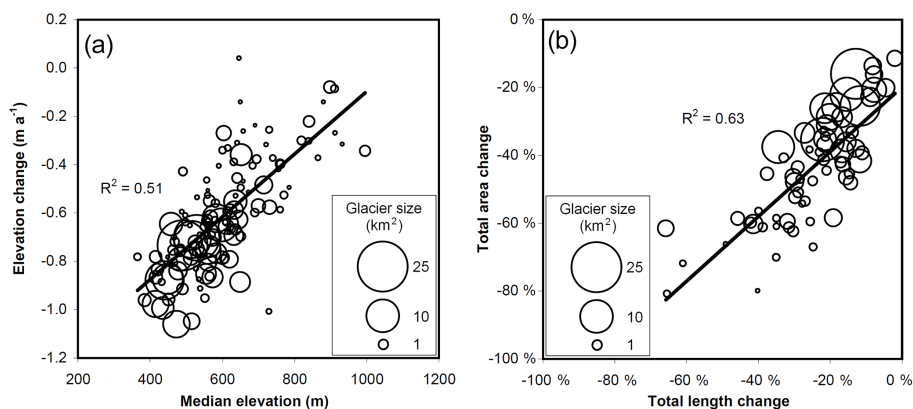 (a)
R² = 0.51
Elevation change (m a⁻¹)
0.2
0.0
-0.2
-0.4
-0.6
-0.8
-1.0
-1.2
200
400
600
800
1000
1200
Median elevation (m)
Glacier size
(km²)
25
10
1
(b)
R² = 0.63
Total area change
0 %
-20 %
-40 %
-60 %
-80 %
-100 %
-100 %
-80 %
-60 %
-40 %
-20 %
0 %
Total length change
Glacier size
(km²)
25
10
1